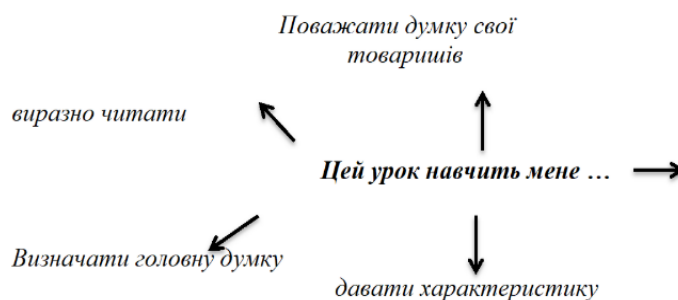 Поважати думку свої
товаришів
виразно читати
Цей урок навчить мене …
Визначати головну думку
давати характеристику